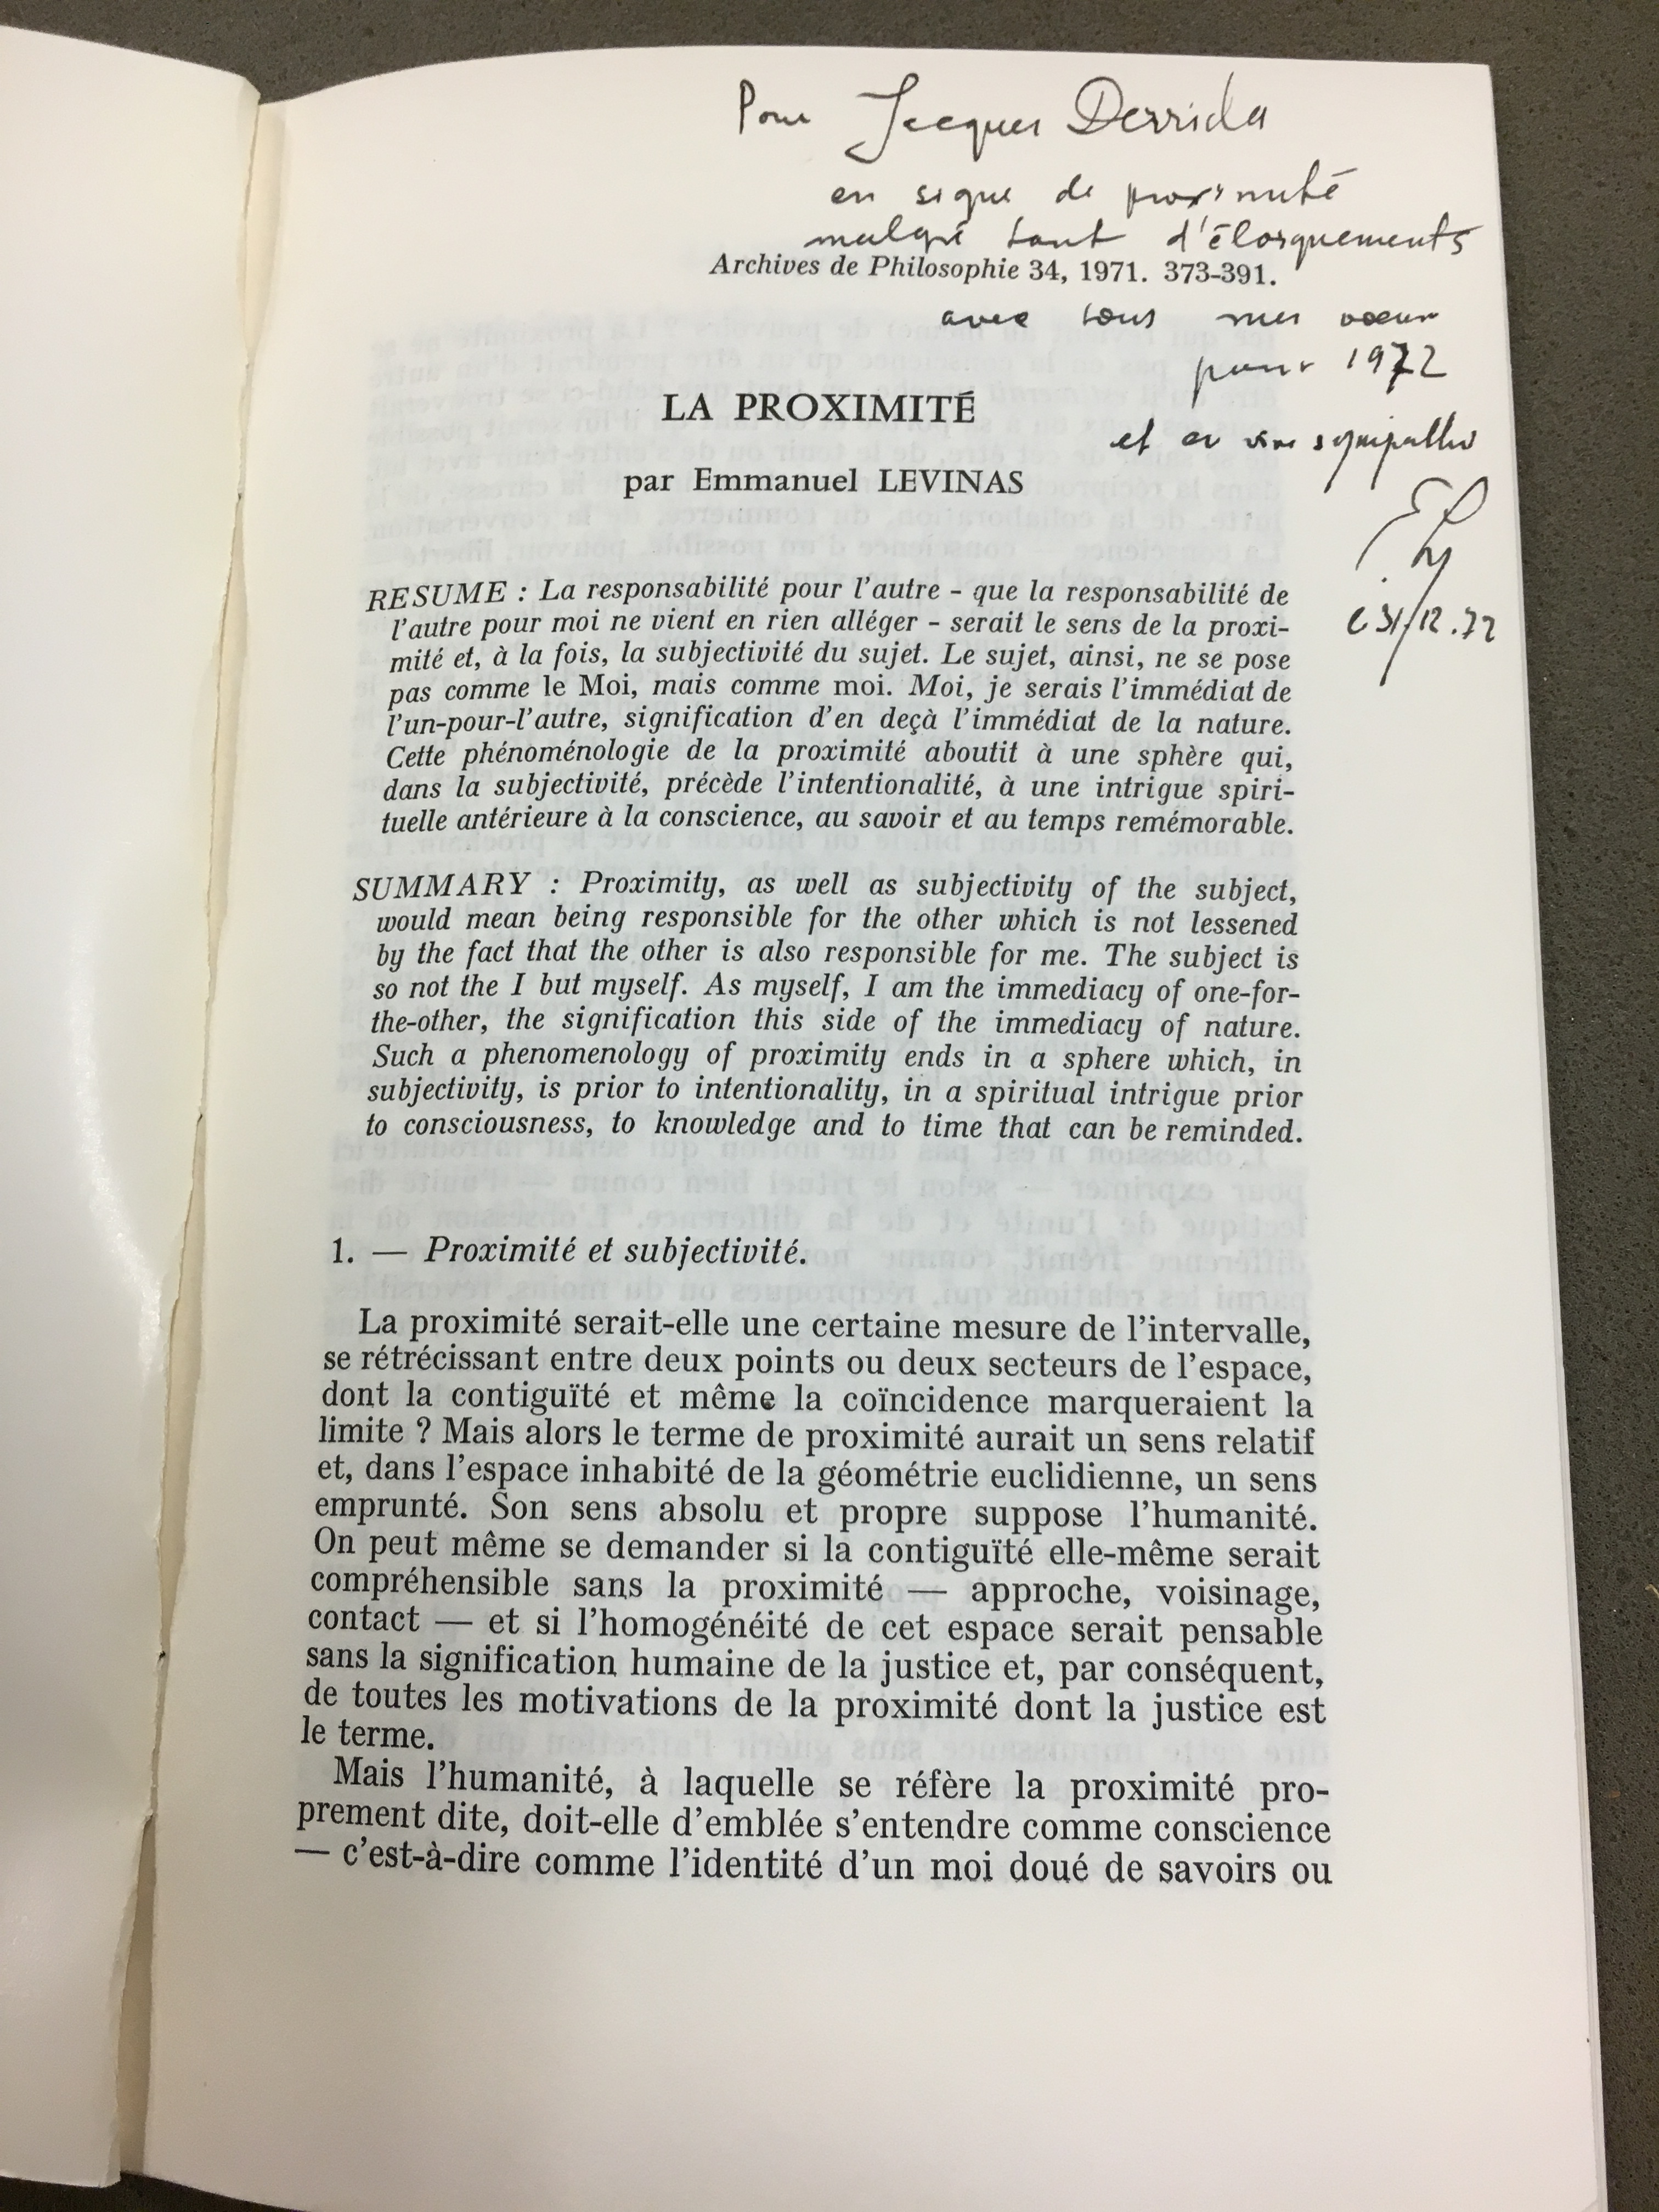 Pour Jacques Derrida
en signe de proximité
malgré tant d'éloignements
Archives de Philosophie 34, 1971. 373-391.
avec tous mes vœux
pour 1972
LA PROXIMITÉ
et en vive sympathie
par Emmanuel LEVINAS
RESUME : La responsabilité pour l'autre - que la responsabilité de
l'autre pour moi ne vient en rien alléger - serait le sens de la proxi-
mité et, à la fois, la subjectivité du sujet. Le sujet, ainsi, ne se pose
pas comme le Moi, mais comme moi. Moi, je serais l'immédiat de
l'un-pour-l'autre, signification d'en deçà l'immédiat de la nature.
Cette phénoménologie de la proximité aboutit à une sphère qui,
dans la subjectivité, précède l'intentionalité, à une intrigue spiri-
tuelle antérieure à la conscience, au savoir et au temps remémorable.
31/12.72
SUMMARY : Proximity, as well as subjectivity of the subject,
would mean being responsible for the other which is not lessened
by the fact that the other is also responsible for me. The subject is
so not the I but myself. As myself, I am the immediacy of one-for-
the-other, the signification this side of the immediacy of nature.
Such a phenomenology of proximity ends in a sphere which, in
subjectivity, is prior to intentionality, in a spiritual intrigue prior
to consciousness, to knowledge and to time that can be reminded.
1. — Proximité et subjectivité.
La proximité serait-elle une certaine mesure de l'intervalle,
se rétrécissant entre deux points ou deux secteurs de l'espace,
dont la contiguïté et même la coïncidence marqueraient la
limite ? Mais alors le terme de proximité aurait un sens relatif
et, dans l'espace inhabité de la géométrie euclidienne, un sens
emprunté. Son sens absolu et propre suppose l'humanité.
On peut même se demander si la contiguïté elle-même serait
compréhensible sans la proximité — approche, voisinage,
contact — et si l'homogénéité de cet espace serait pensable
sans la signification humaine de la justice et, par conséquent,
de toutes les motivations de la proximité dont la justice est
le terme.
Mais l'humanité, à laquelle se réfère la proximité pro-
prement dite, doit-elle d'emblée s'entendre comme conscience
— c'est-à-dire comme l'identité d'un moi doué de savoirs ou